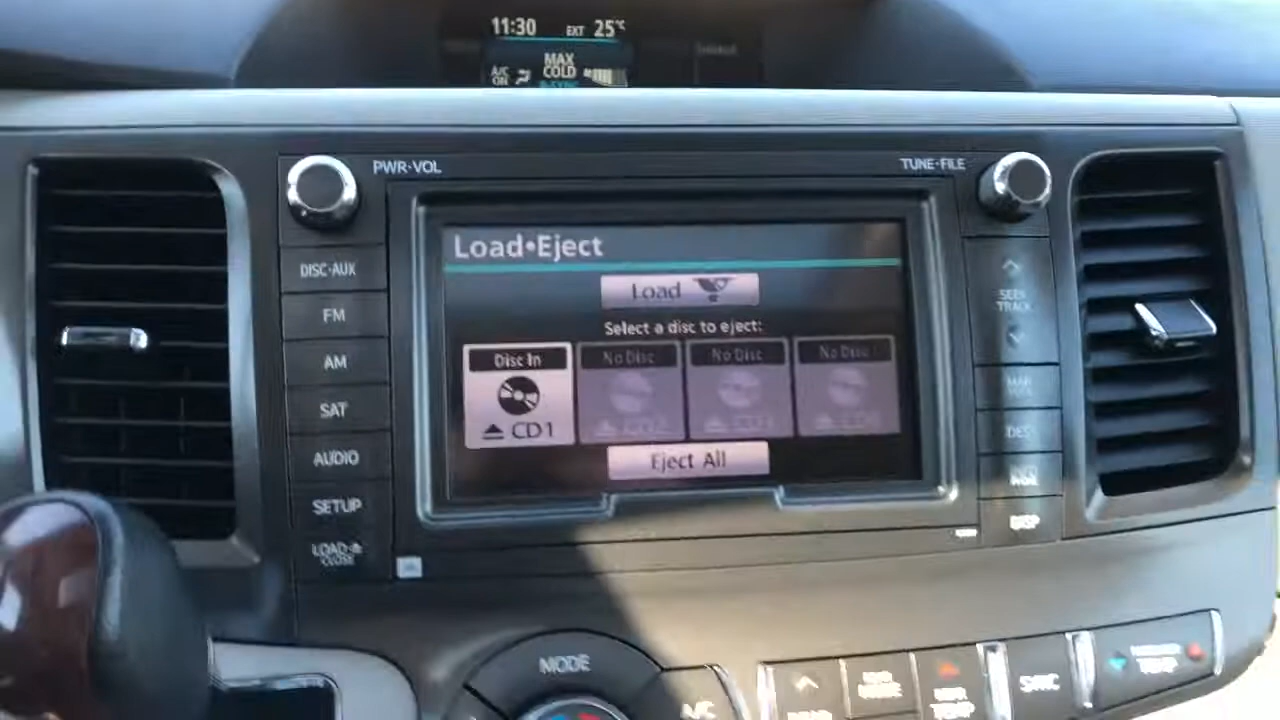 11:30 EXT 25°C
A/C ON MAX COLD
PWR·VOL
TUNE·FILE
DISC·AUX
FM
AM
SAT
AUDIO
SETUP
LOAD·⏏
CLOSE
Load•Eject
Load
Select a disc to eject:
Disc In
No Disc
No Disc
No Disc
CD1
Eject All
SEEK
TRACK
DISP
MODE
A/C
REAR
SYNC
TEMP